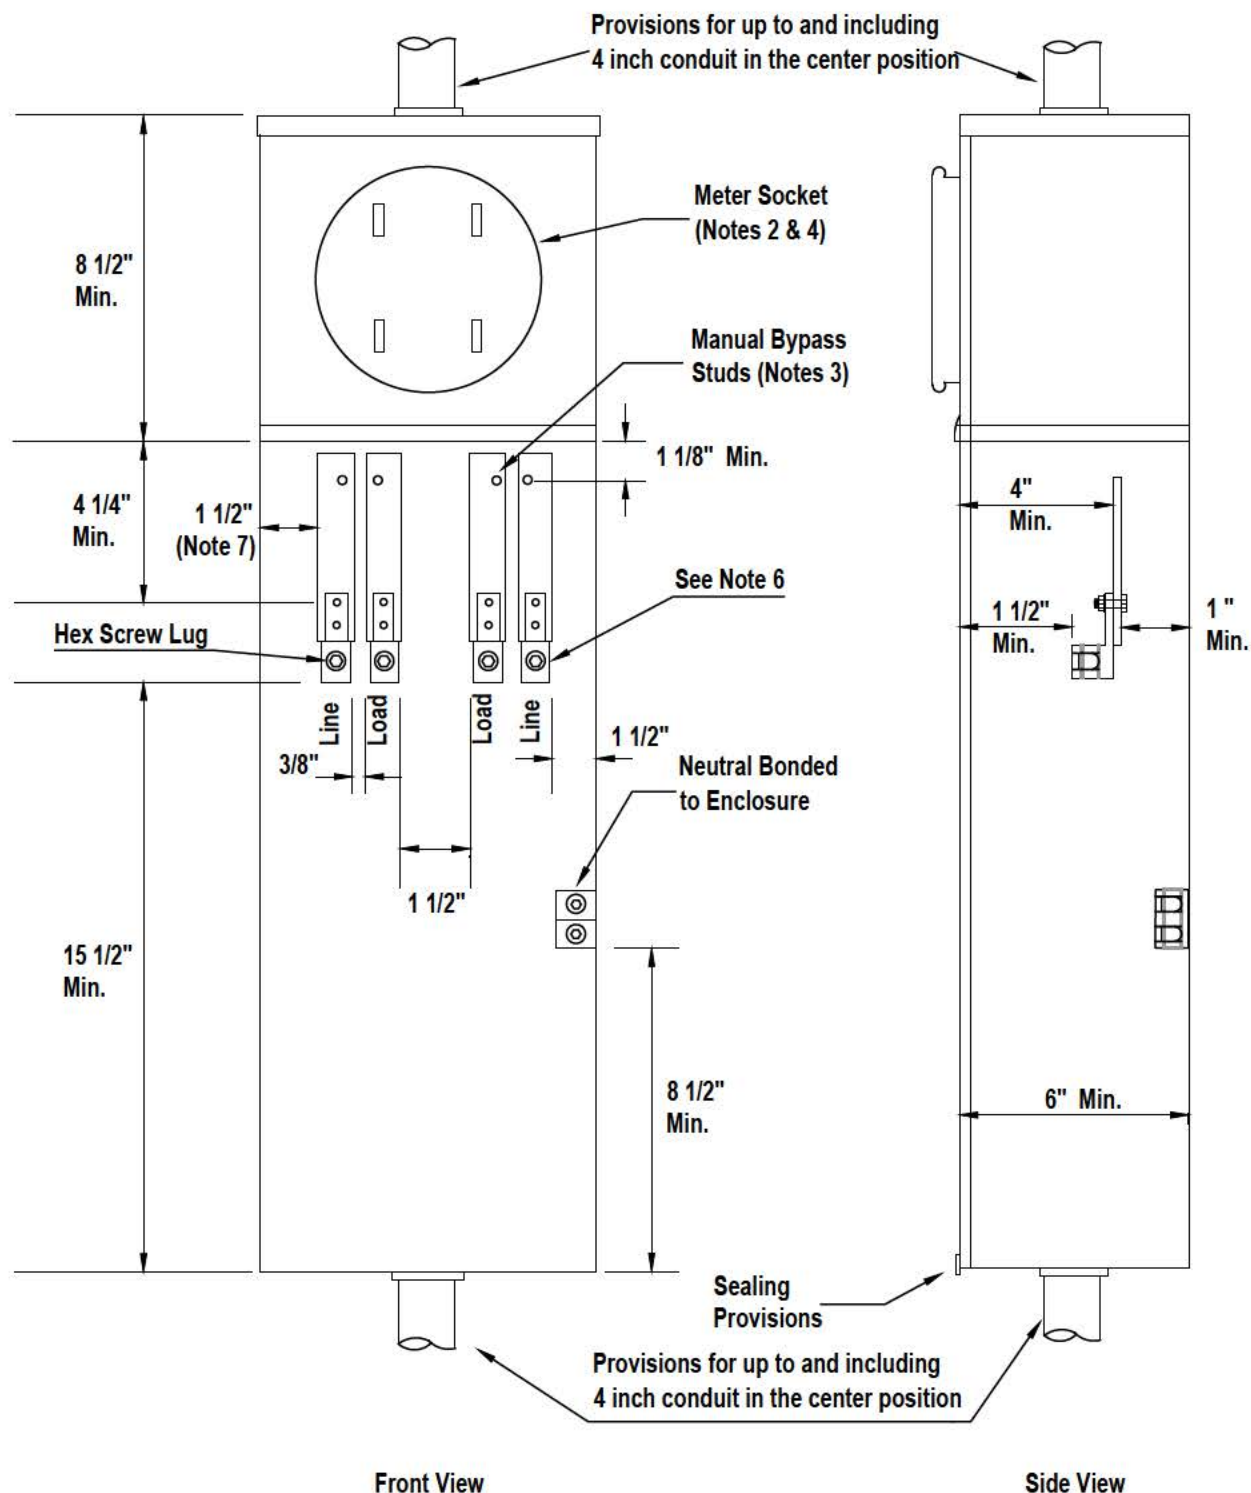 Provisions for up to and including
4 inch conduit in the center position
Meter Socket
(Notes 2 & 4)
8 1/2"
Min.
Manual Bypass
Studs (Notes 3)
1 1/8" Min.
4 1/4"
Min.
1 1/2"
(Note 7)
4"
Min.
See Note 6
1 1/2"
Min.
1 "
Min.
Hex Screw Lug
Line
Load
Load
Line
3/8"
1 1/2"
Neutral Bonded
to Enclosure
1 1/2"
15 1/2"
Min.
8 1/2"
Min.
6" Min.
Sealing
Provisions
Provisions for up to and including
4 inch conduit in the center position
Front View
Side View